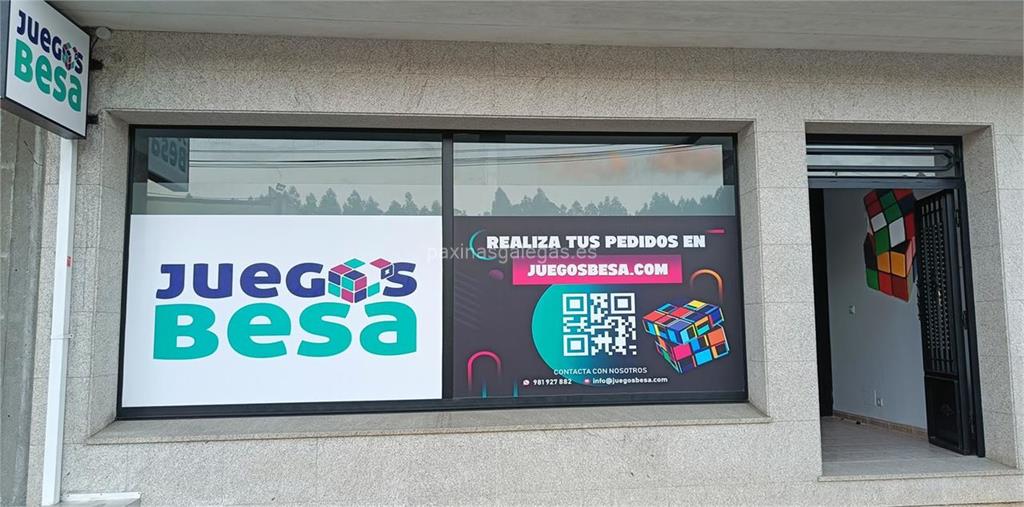 JUEGOS
BESA
BESA
JUEGOS
BESA
REALIZA TUS PEDIDOS EN
JUEGOSBESA.COM
CONTACTA CON NOSOTROS
981 927 882 info@juegosbesa.com
paxinasgalegas.es